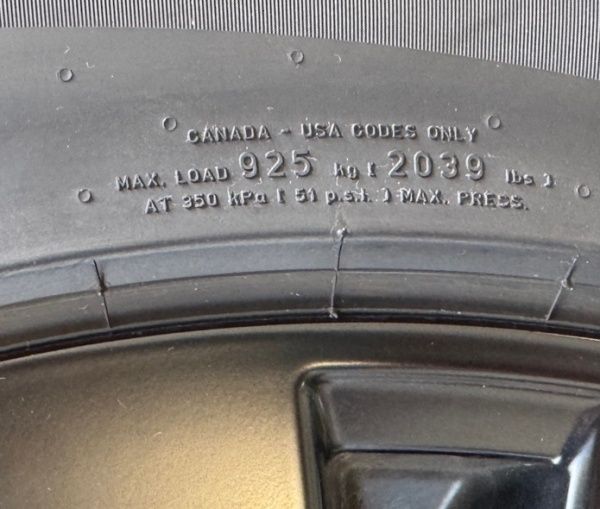 CANADA - USA CODES ONLY
MAX. LOAD 925 kg ( 2039 lbs )
AT 350 kPa ( 51 p.s.i. ) MAX. PRESS.